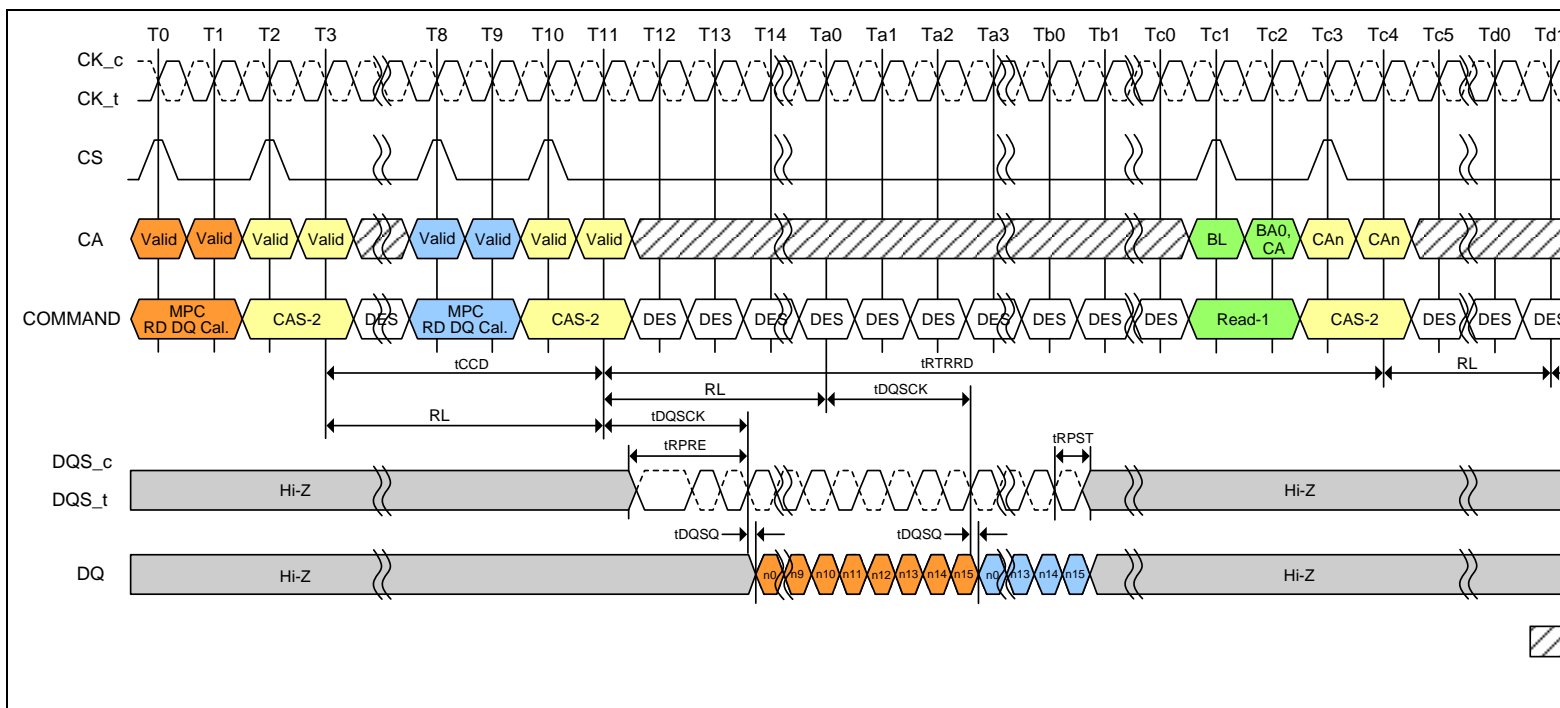 T0 T1 T2 T3 T8 T9 T10 T11 T12 T13 T14 Ta0 Ta1 Ta2 Ta3 Tb0 Tb1 Tc0 Tc1 Tc2 Tc3 Tc4 Tc5 Td0 Td1
CK_c
CK_t
CS
CA Valid Valid Valid Valid Valid Valid Valid Valid BL BA0, CA CAn CAn
COMMAND MPC RD DQ Cal. CAS-2 DES MPC RD DQ Cal. CAS-2 DES DES DES DES DES DES DES DES DES DES Read-1 CAS-2 DES DES DES
tCCD tRTRRD RL
RL tDQSCK
RL tDQSCK
tRPRE tRPST
DQS_c
Hi-Z Hi-Z
DQS_t
tDQSQ tDQSQ
DQ Hi-Z n0 n9 n10 n11 n12 n13 n14 n15 n0 n13 n14 n15 Hi-Z